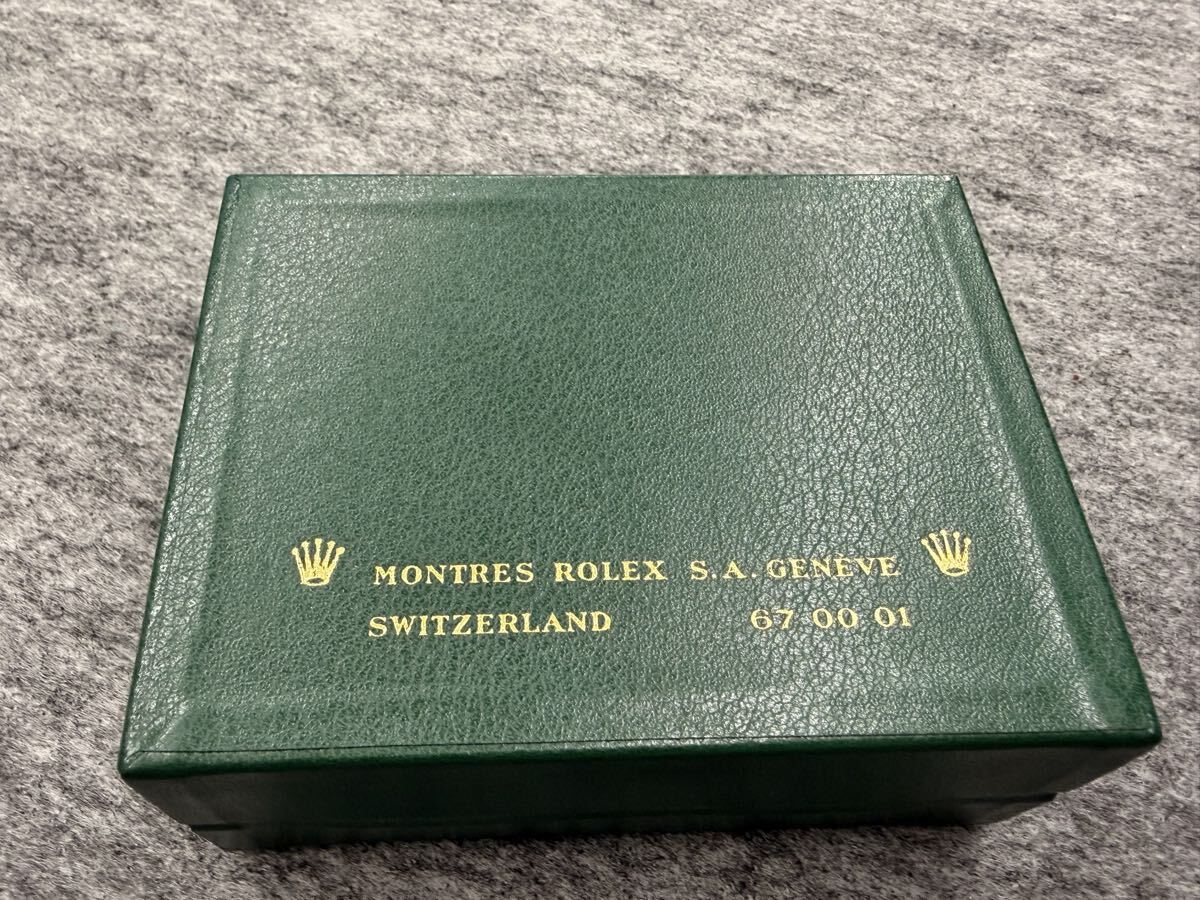 MONTRES ROLEX S.A. GENÈVE
SWITZERLAND 67 00 01